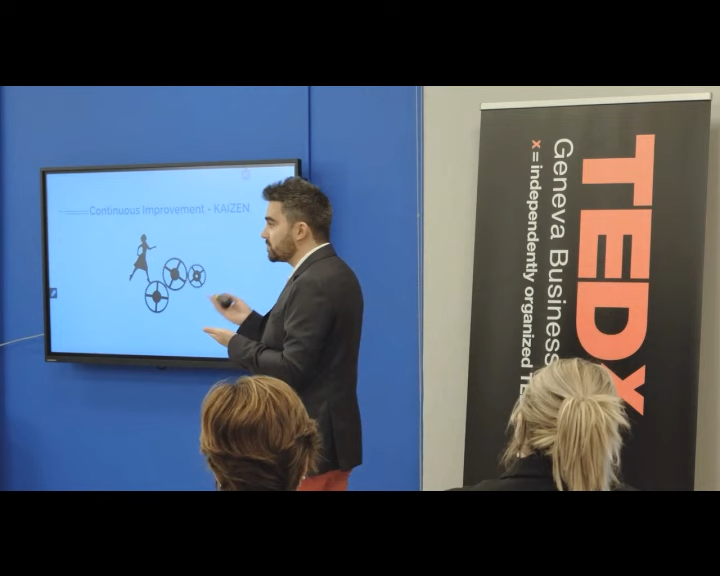 Continuous Improvement - KAIZEN
TEDX
Geneva Business
x = independently organized